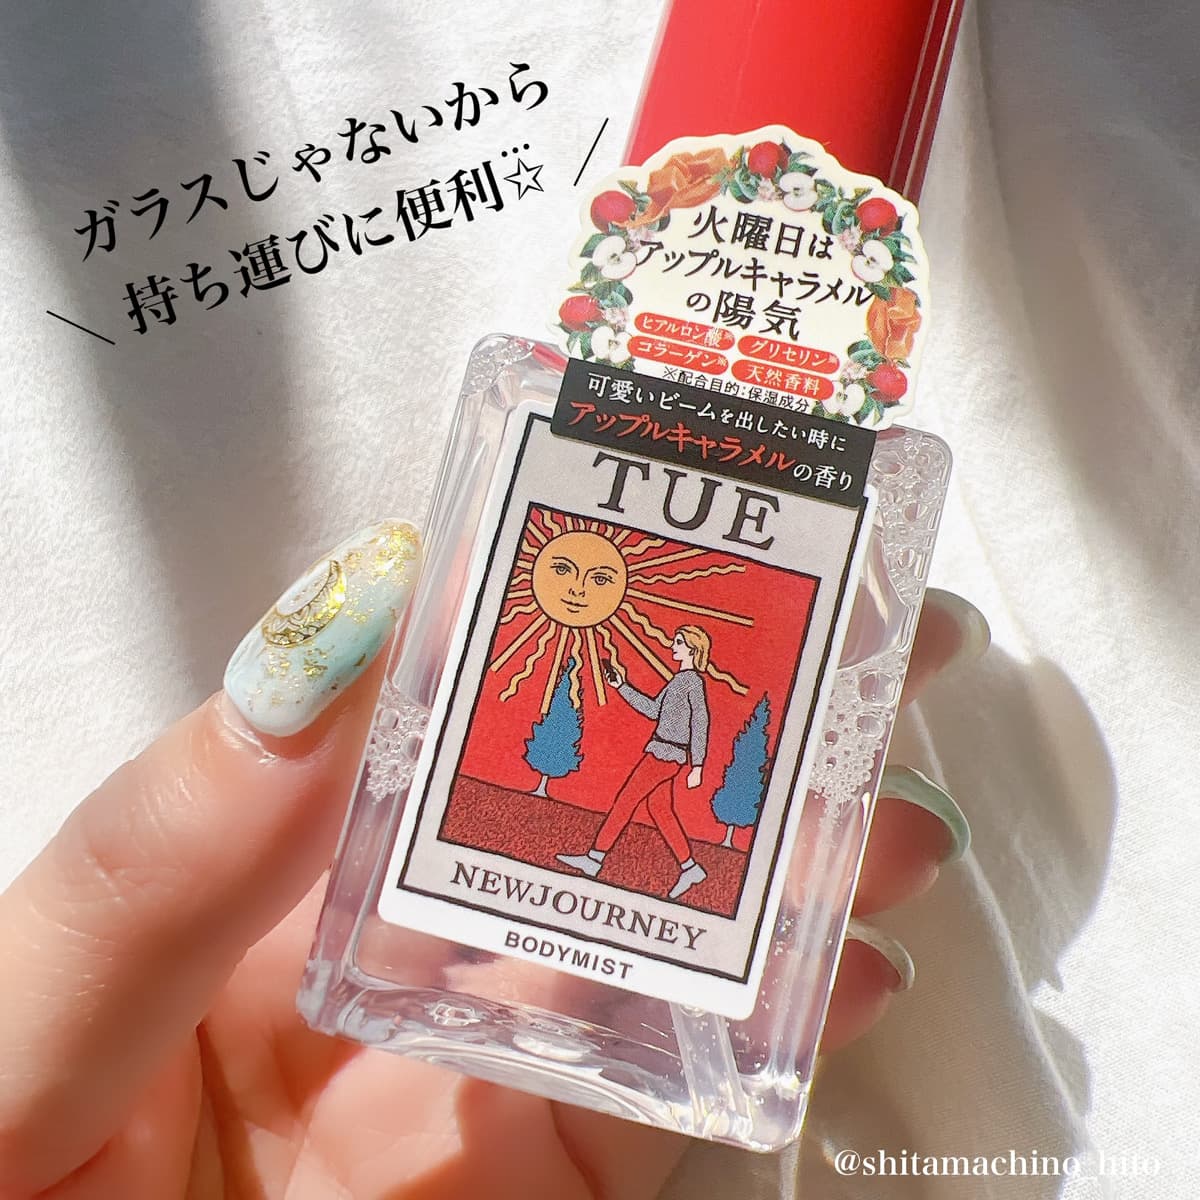 ガラスじゃないから…
持ち運びに便利☆
火曜日は
アップルキャラメル
の陽気
ヒアルロン酸※ グリセリン※
コラーゲン※ 天然香料
※配合目的:保湿成分
可愛いビームを出したい時に
アップルキャラメルの香り
TUE
NEWJOURNEY
BODYMIST